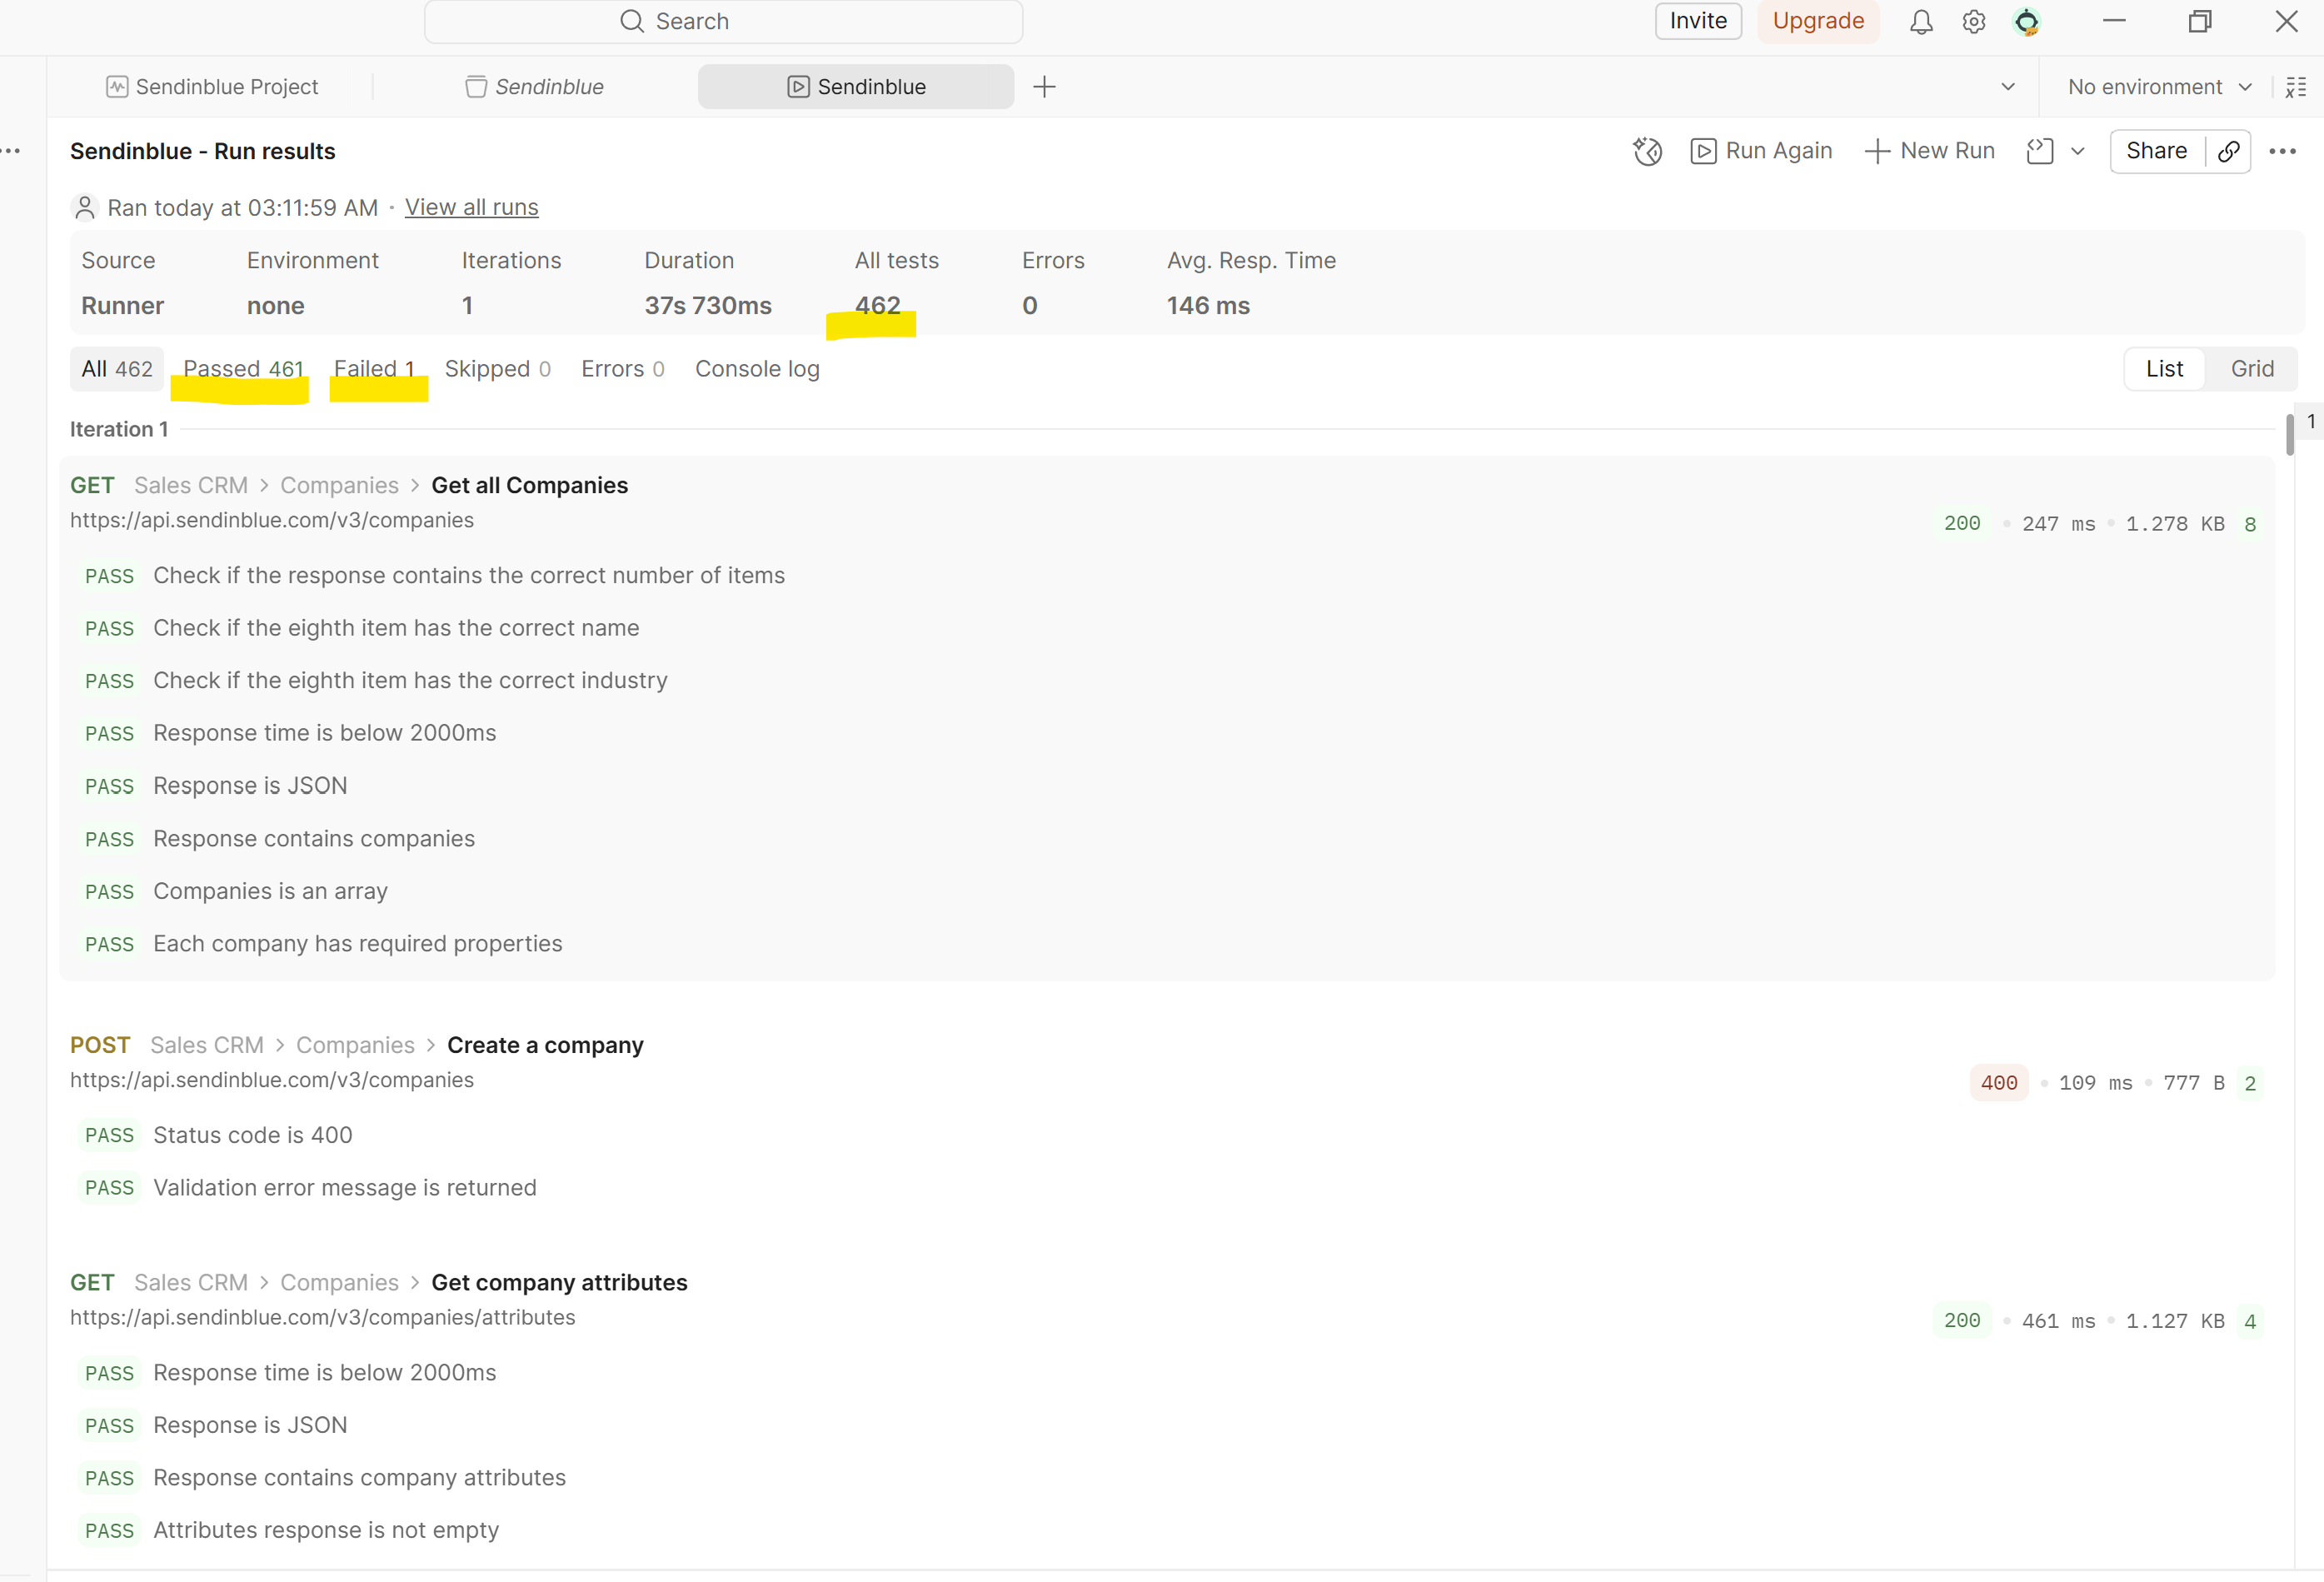 Search
Invite
Upgrade
Sendinblue Project
Sendinblue
Sendinblue
No environment
Sendinblue - Run results
Run Again
New Run
Share
Ran today at 03:11:59 AM · View all runs
Source Environment Iterations Duration All tests Errors Avg. Resp. Time
Runner none 1 37s 730ms 462 0 146 ms
All 462 Passed 461 Failed 1 Skipped 0 Errors 0 Console log
List Grid
Iteration 1
1
GET Sales CRM > Companies > Get all Companies
https://api.sendinblue.com/v3/companies
200 • 247 ms • 1.278 KB 8
PASS Check if the response contains the correct number of items
PASS Check if the eighth item has the correct name
PASS Check if the eighth item has the correct industry
PASS Response time is below 2000ms
PASS Response is JSON
PASS Response contains companies
PASS Companies is an array
PASS Each company has required properties
POST Sales CRM > Companies > Create a company
https://api.sendinblue.com/v3/companies
400 • 109 ms • 777 B 2
PASS Status code is 400
PASS Validation error message is returned
GET Sales CRM > Companies > Get company attributes
https://api.sendinblue.com/v3/companies/attributes
200 • 461 ms • 1.127 KB 4
PASS Response time is below 2000ms
PASS Response is JSON
PASS Response contains company attributes
PASS Attributes response is not empty